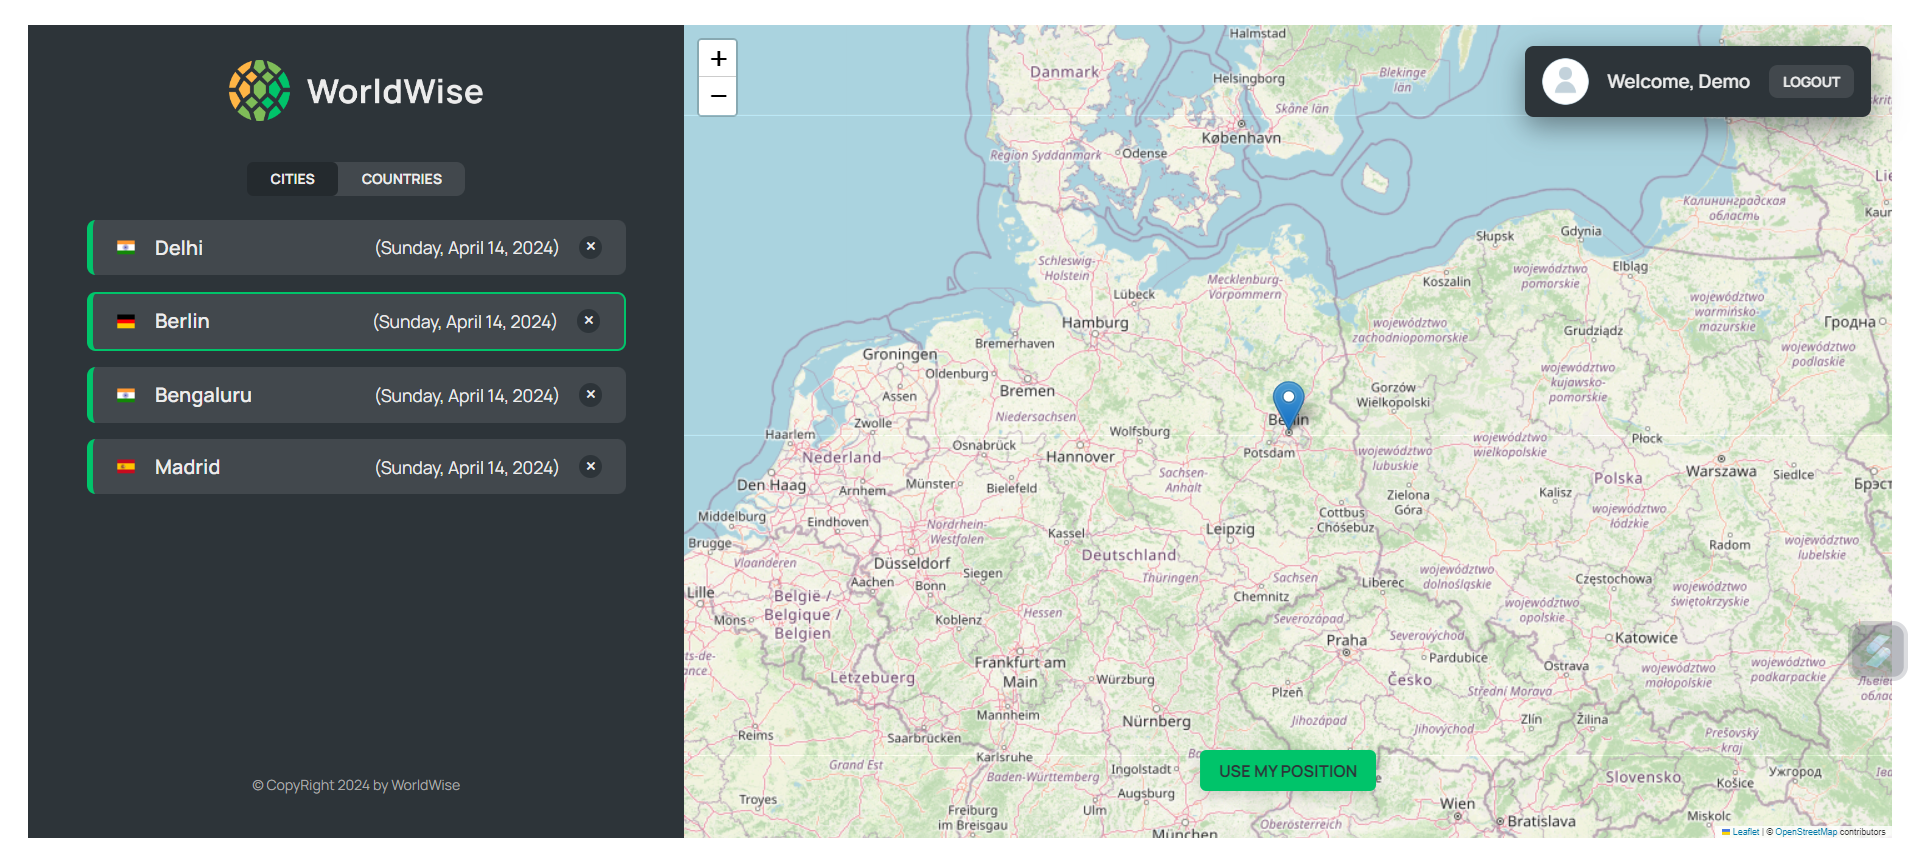 WorldWise
CITIES
COUNTRIES
Delhi
(Sunday, April 14, 2024)
×
Berlin
(Sunday, April 14, 2024)
×
Bengaluru
(Sunday, April 14, 2024)
×
Madrid
(Sunday, April 14, 2024)
×
© CopyRight 2024 by WorldWise
+
−
Welcome, Demo
LOGOUT
Halmstad
Danmark
Helsingborg
Blekinge
län
Skåne län
København
Region Syddanmark
Odense
Калининградская
область
Kaur
Słupsk
Gdynia
Schleswig-
Holstein
Mecklenburg-
Vorpommern
Koszalin
województwo
pomorskie
Elbląg
Lübeck
województwo
warmińsko-
mazurskie
Hamburg
województwo
zachodniopomorskie
Grudziądz
Гродна
Bremerhaven
województwo
podlaskie
Groningen
Oldenburg
Bremen
Assen
Gorzów
Wielkopolski
województwo
kujawsko-
pomorskie
Niedersachsen
Berlin
Haarlem
Zwolle
Osnabrück
Wolfsburg
Nederland
Hannover
Potsdam
województwo
lubuskie
województwo
wielkopolskie
Płock
Warszawa
Siedlce
Den Haag
Arnhem
Münster
Bielefeld
Sachsen-
Anhalt
Zielona
Góra
Kalisz
Polska
Брэст
Middelburg
Eindhoven
Nordrhein-
Westfalen
Kassel
Leipzig
Cottbus
- Chóśebuz
województwo
łódzkie
Brugge
Vlaanderen
Düsseldorf
Deutschland
Radom
województwo
lubelskie
Aachen
Bonn
Siegen
Thüringen
Sachsen
Liberec
województwo
dolnośląskie
Częstochowa
Lille
België /
Belgique /
Belgien
Chemnitz
województwo
opolskie
województwo
świętokrzyskie
Mons
Koblenz
Hessen
Severozápad
Praha
Severovýchod
Katowice
ts-de-
nce
Frankfurt am
Main
Pardubice
Ostrava
województwo
małopolskie
województwo
podkarpackie
Lëtzebuerg
Würzburg
Plzeň
Česko
Střední Morava
Mannheim
Nürnberg
Jihozápad
Jihovýchod
Zlín
Žilina
Reims
Saarbrücken
Prešovský
kraj
Karlsruhe
Grand Est
Baden-Württemberg
Ingolstadt
USE MY POSITION
Slovensko
Košice
Ужгород
Troyes
Augsburg
Freiburg
im Breisgau
Ulm
Wien
Bratislava
Miskolc
München
Oberösterreich
Leaflet | © OpenStreetMap contributors